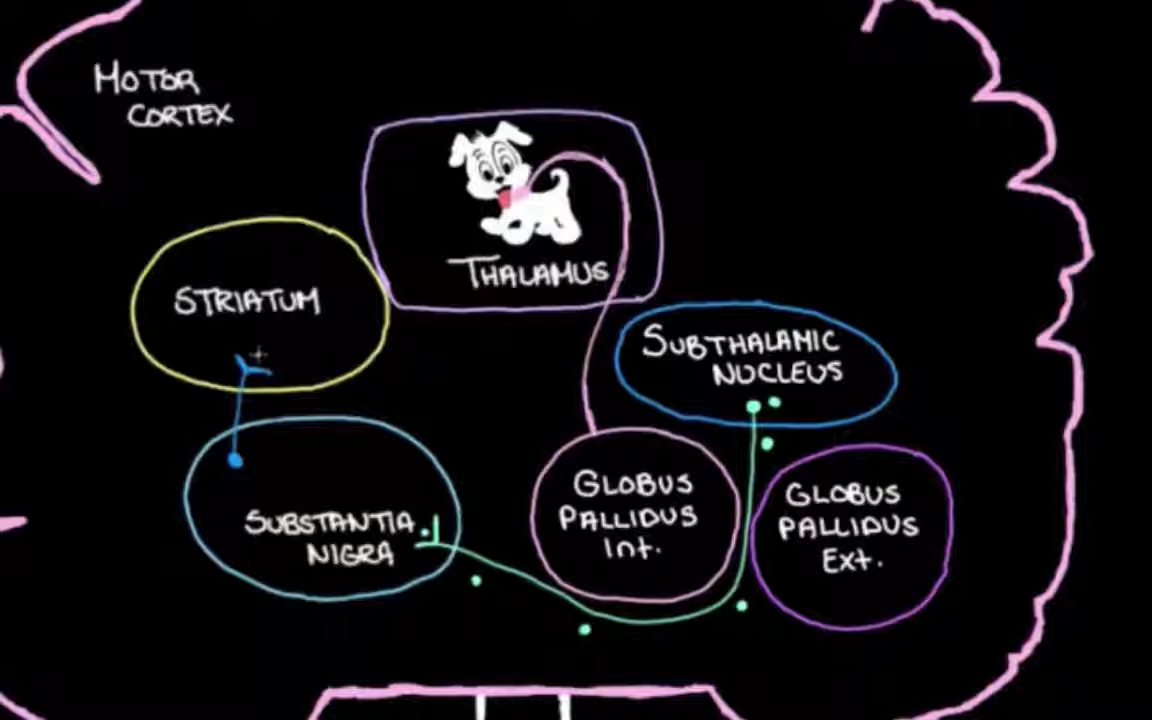 MOTOR
CORTEX
THALAMUS
STRIATUM
SUBTHALAMIC
NUCLEUS
SUBSTANTIA
NIGRA
GLOBUS
PALLIDUS
Int.
GLOBUS
PALLIDUS
Ext.